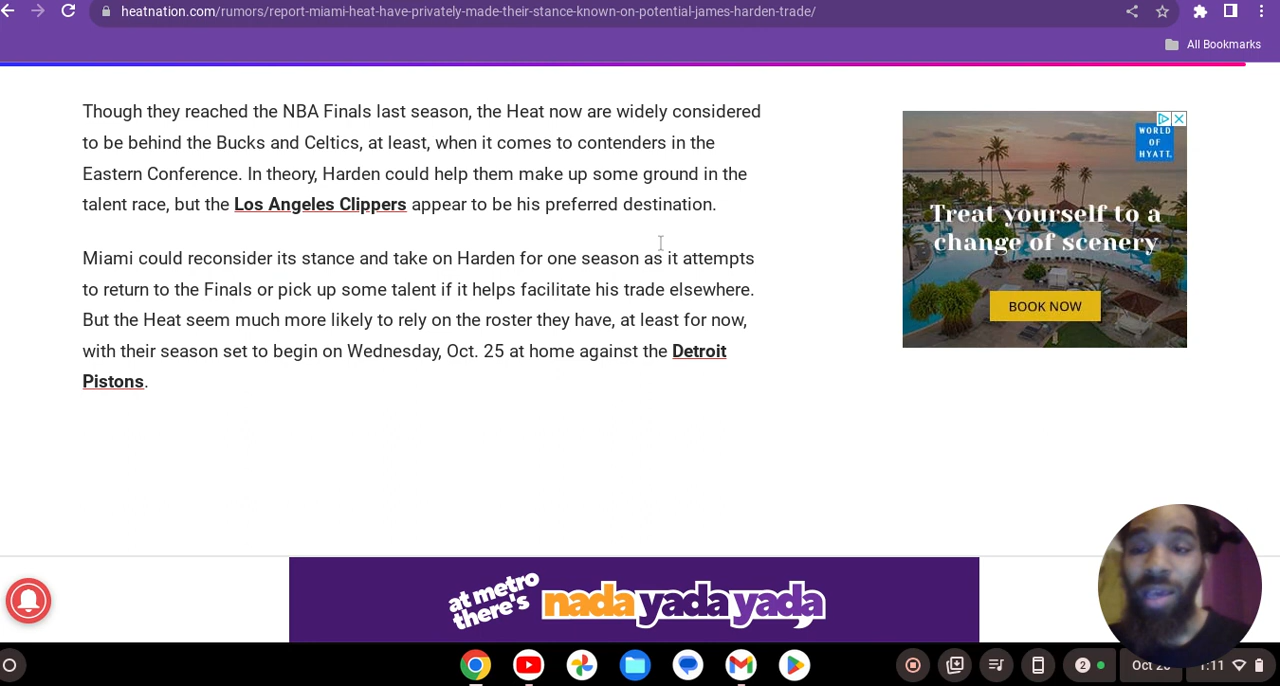 heatnation.com/rumors/report-miami-heat-have-privately-made-their-stance-known-on-potential-james-harden-trade/
All Bookmarks
Though they reached the NBA Finals last season, the Heat now are widely considered
to be behind the Bucks and Celtics, at least, when it comes to contenders in the
Eastern Conference. In theory, Harden could help them make up some ground in the
talent race, but the Los Angeles Clippers appear to be his preferred destination.
Miami could reconsider its stance and take on Harden for one season as it attempts
to return to the Finals or pick up some talent if it helps facilitate his trade elsewhere.
But the Heat seem much more likely to rely on the roster they have, at least for now,
with their season set to begin on Wednesday, Oct. 25 at home against the Detroit
Pistons.
WORLD
OF
HYATT.
Treat yourself to a
change of scenery
BOOK NOW
at metro
there's
nada yada yada
2
Oct
:11